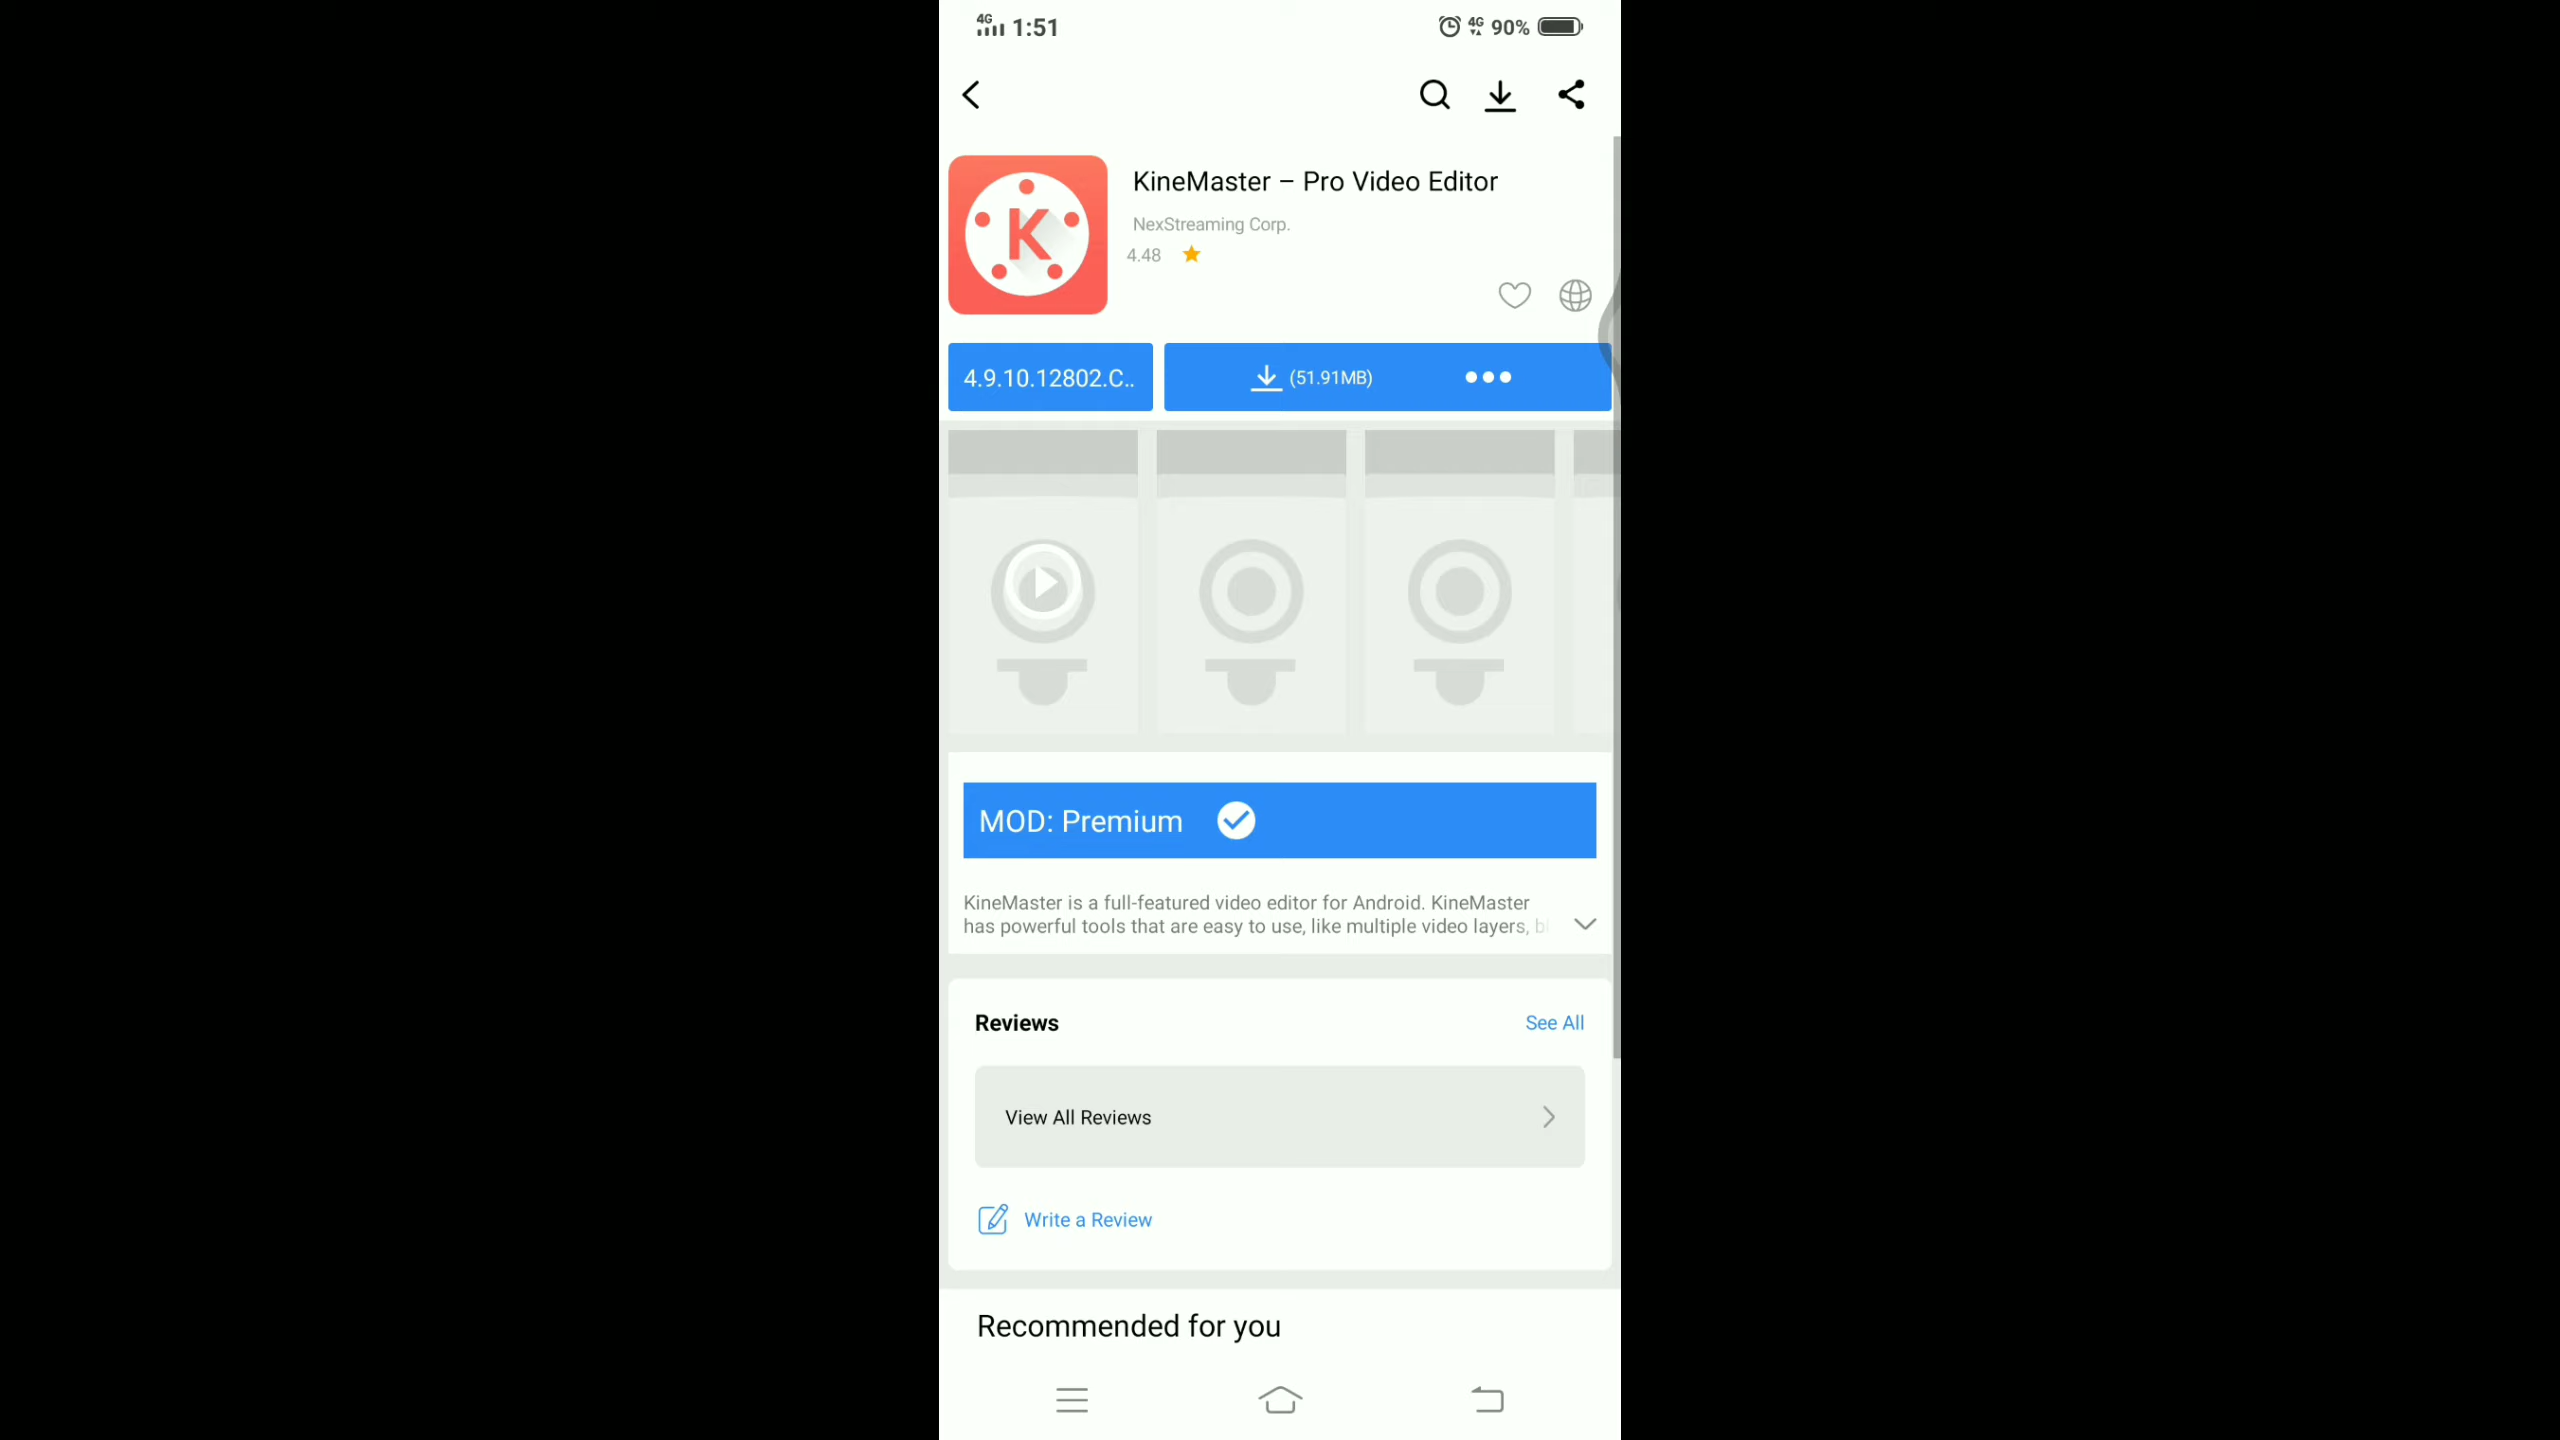 4G 1:51 4G 90%
KineMaster – Pro Video Editor
K
NexStreaming Corp.
4.48
4.9.10.12802.C.. (51.91MB)
MOD: Premium
KineMaster is a full-featured video editor for Android. KineMaster
has powerful tools that are easy to use, like multiple video layers,
Reviews See All
View All Reviews
Write a Review
Recommended for you